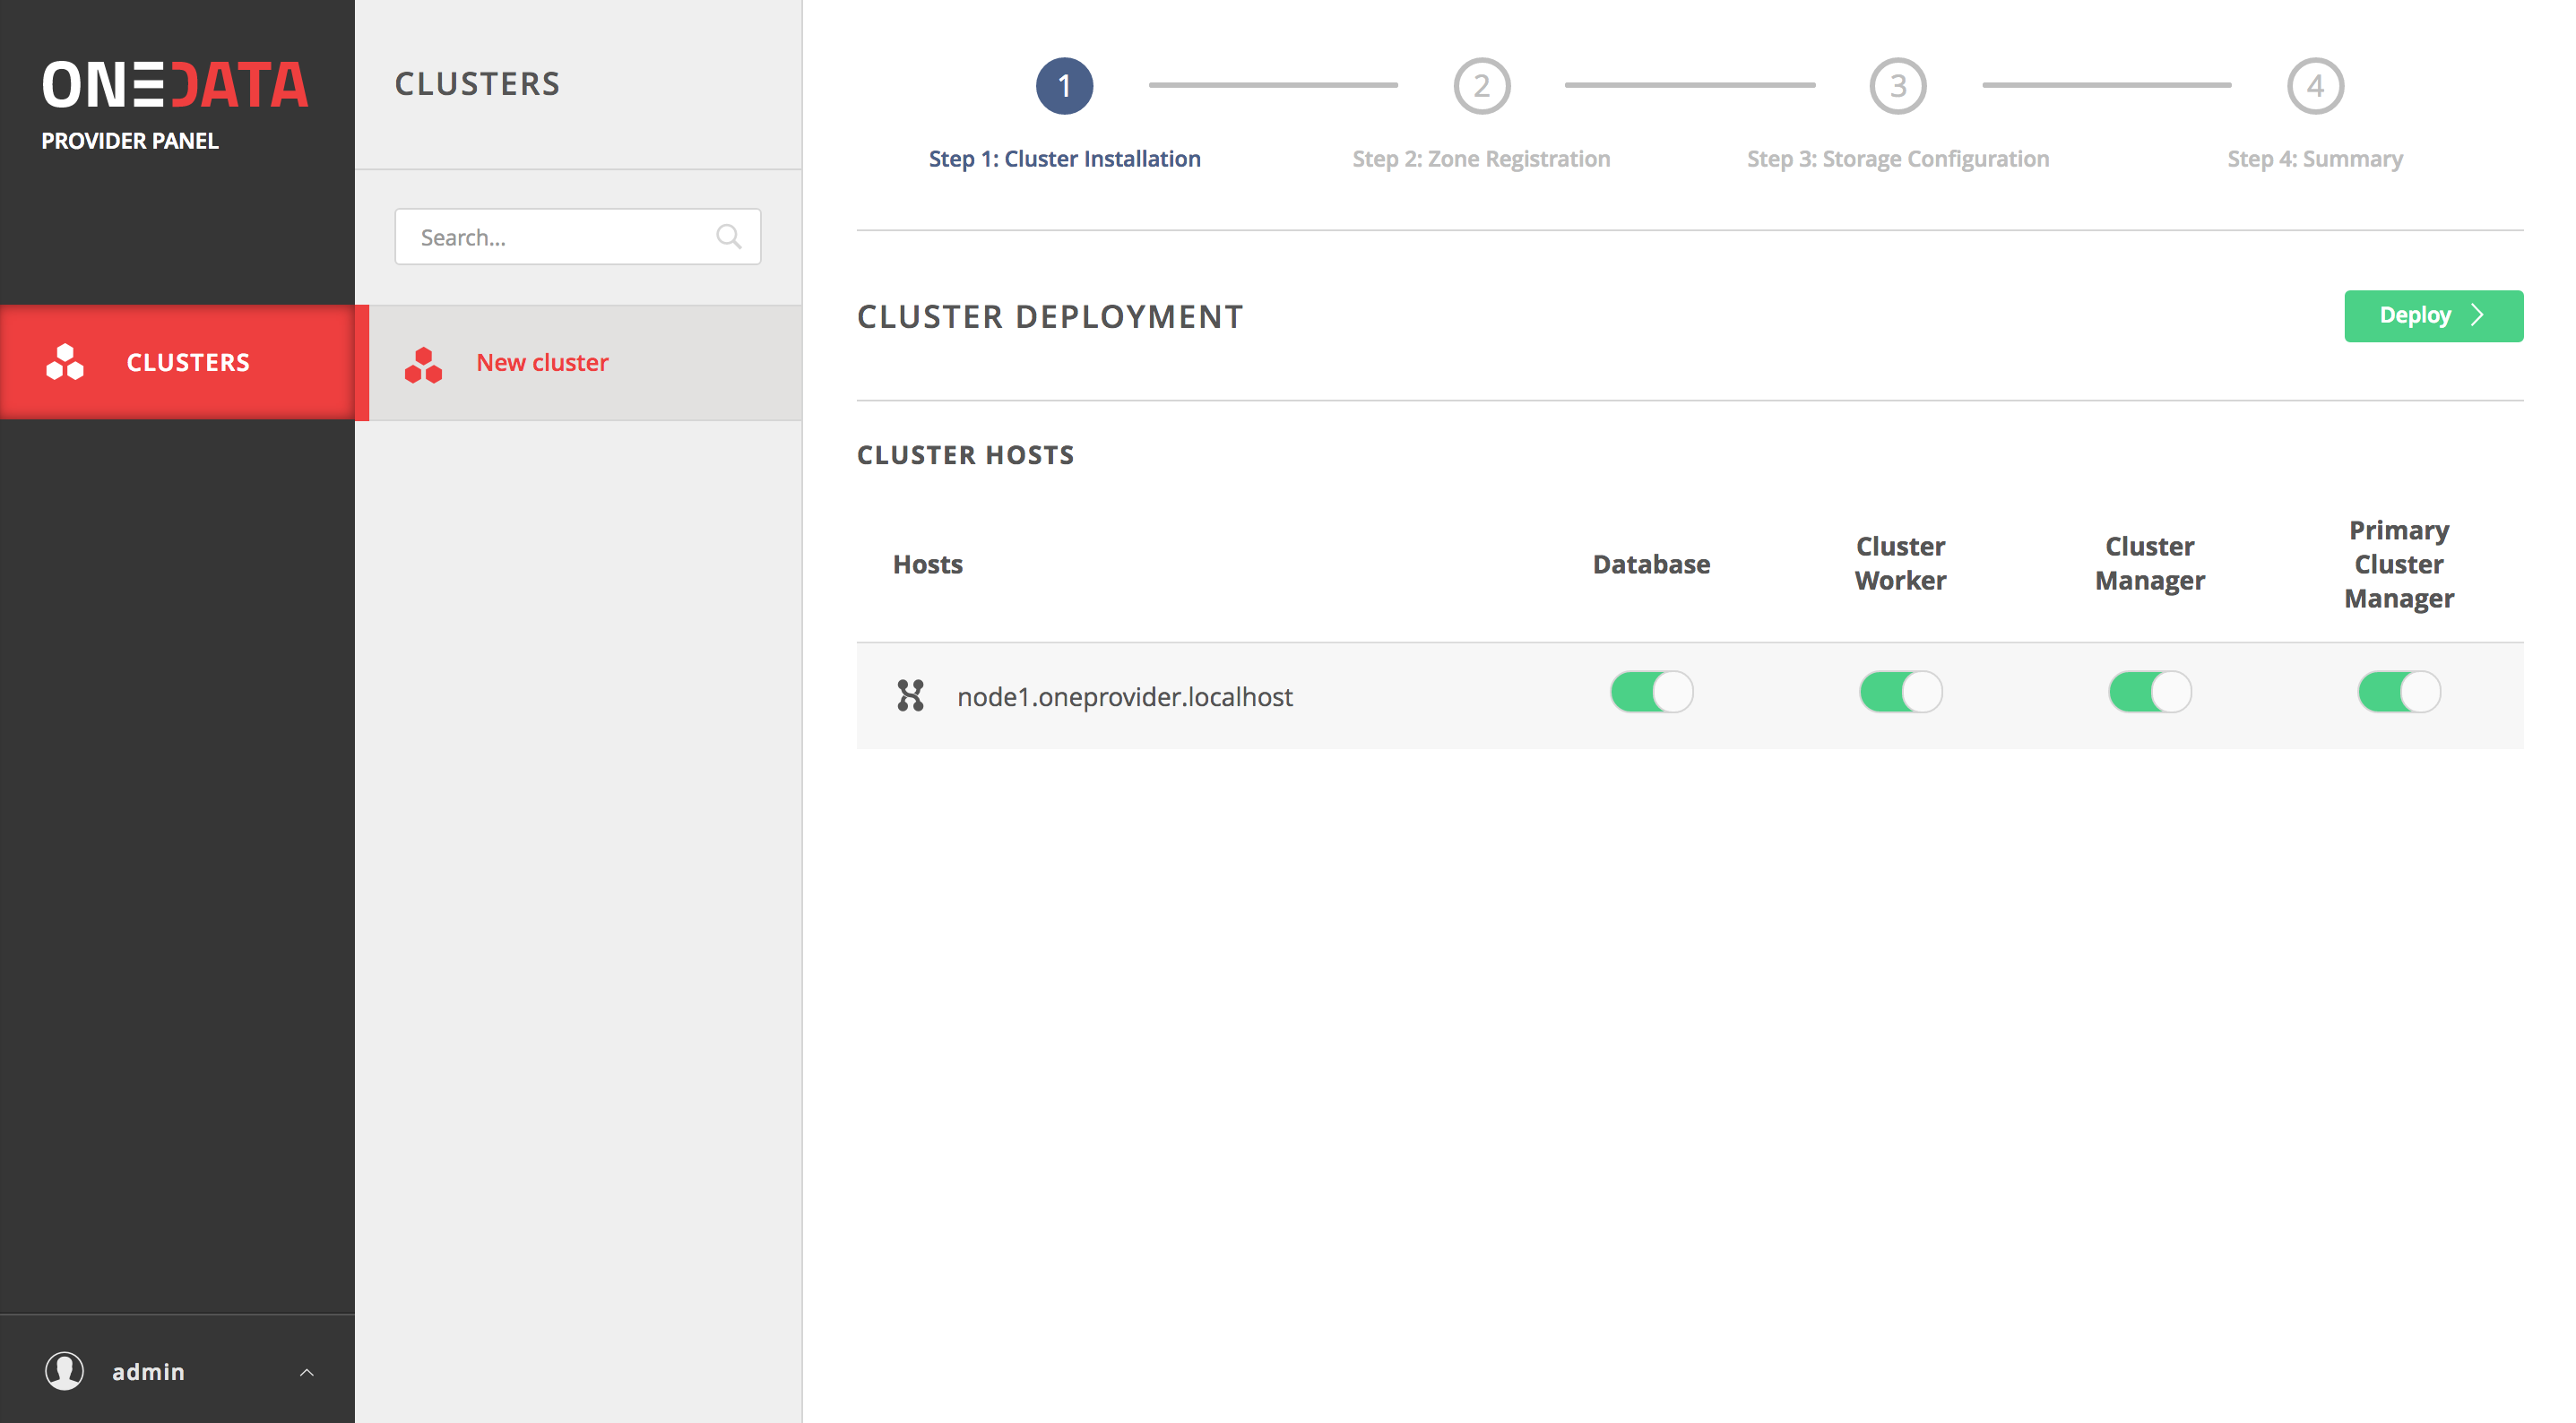 ONEDATA
PROVIDER PANEL
CLUSTERS
admin
CLUSTERS
Search...
New cluster
1
2
3
4
Step 1: Cluster Installation
Step 2: Zone Registration
Step 3: Storage Configuration
Step 4: Summary
CLUSTER DEPLOYMENT
Deploy
CLUSTER HOSTS
Hosts
Database
Cluster
Worker
Cluster
Manager
Primary
Cluster
Manager
node1.oneprovider.localhost